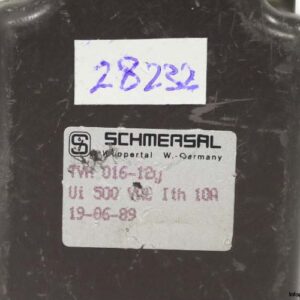 28232
SCHMERSAL
Wuppertal W.-Germany
TVH 016-12y
Ui 500 VAC Ith 10A
19-06-89